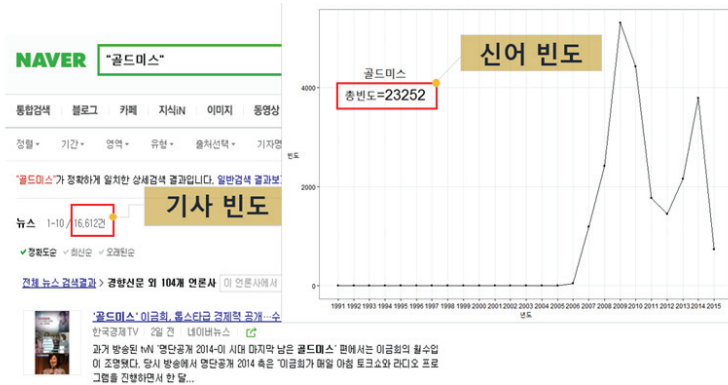 NAVER "골드미스"
통합검색 블로그 카페 지식iN 이미지 동영상
정렬 기간 영역 유형 출처선택 기자명
"골드미스"가 정확하게 일치한 상세검색 결과입니다. 일반검색 결과보
뉴스 1-10 / 16,612건
기사 빈도
정확도순 최신순 오래된순
전체 뉴스 검색결과 > 경향신문 외 104개 언론사 이 언론사에서
'골드미스' 이금희, 톱스타급 경제력 공개…수
한국경제TV 2일 전 네이버뉴스
과거 방송된 tvN '명단공개 2014-이 시대 마지막 남은 골드미스' 편에서는 이금희의 월수입
이 조명됐다. 당시 방송에서 명단공개 2014 측은 "이금희가 매일 아침 토크쇼와 라디오 프로
그램을 진행하면서 한 달...
신어 빈도
골드미스
총빈도=23252
빈도
4000
2000
0
1991 1992 1993 1994 1995 1996 1997 1998 1999 2000 2001 2002 2003 2004 2005 2006 2007 2008 2009 2010 2011 2012 2013 2014 2015
년도